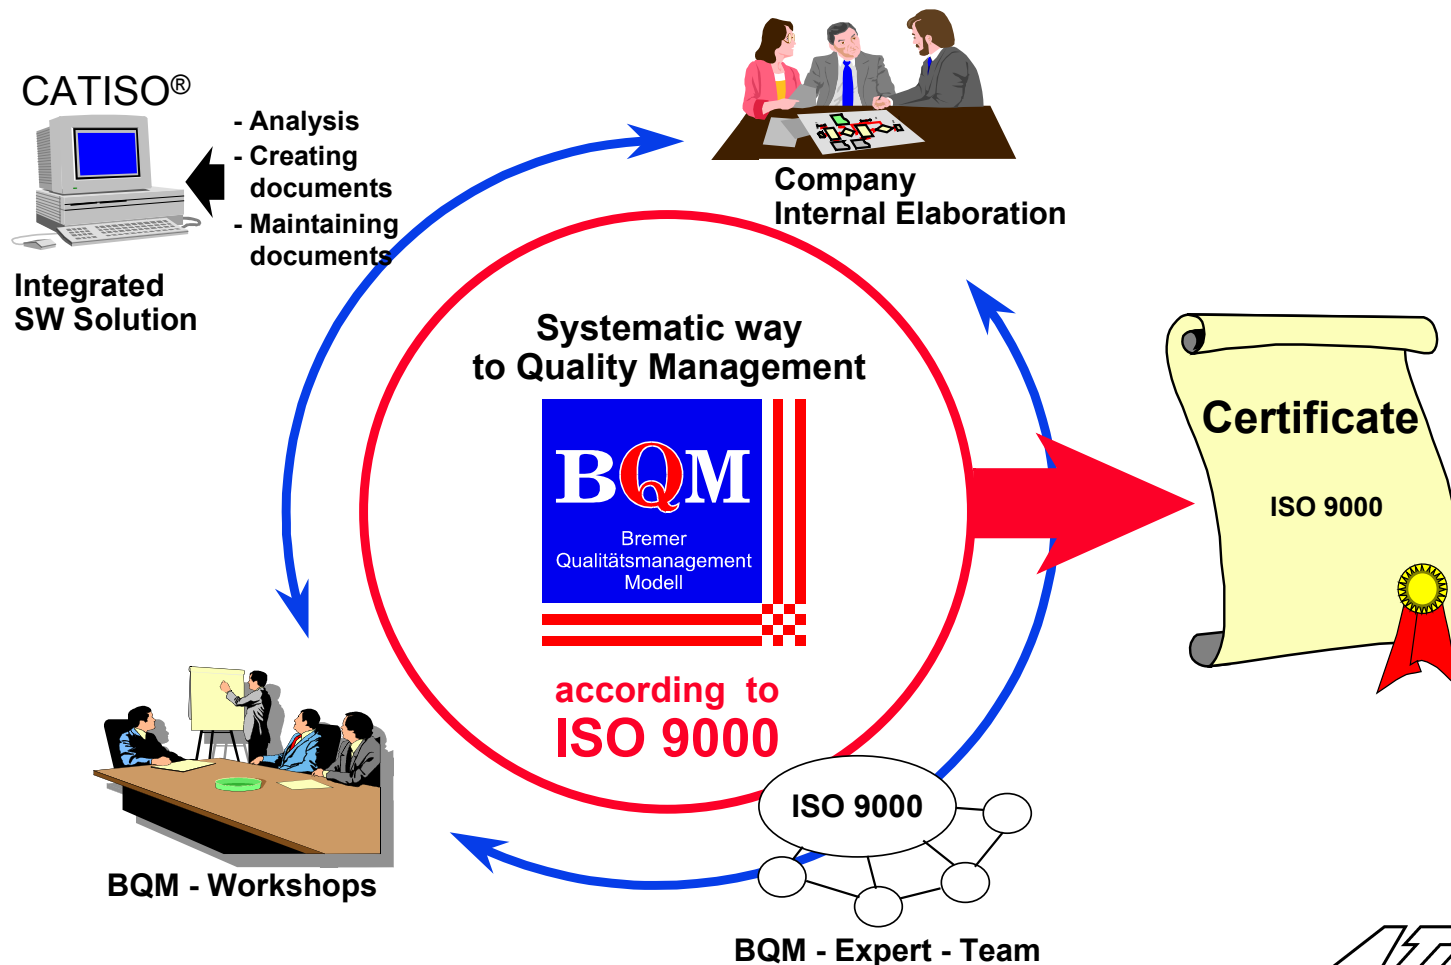 CATISO®
- Analysis
- Creating
documents
- Maintaining
documents
Integrated
SW Solution
Company
Internal Elaboration
Systematic way
to Quality Management
BQM
Bremer
Qualitätsmanagement
Modell
according to
ISO 9000
Certificate
ISO 9000
BQM - Workshops
ISO 9000
BQM - Expert - Team